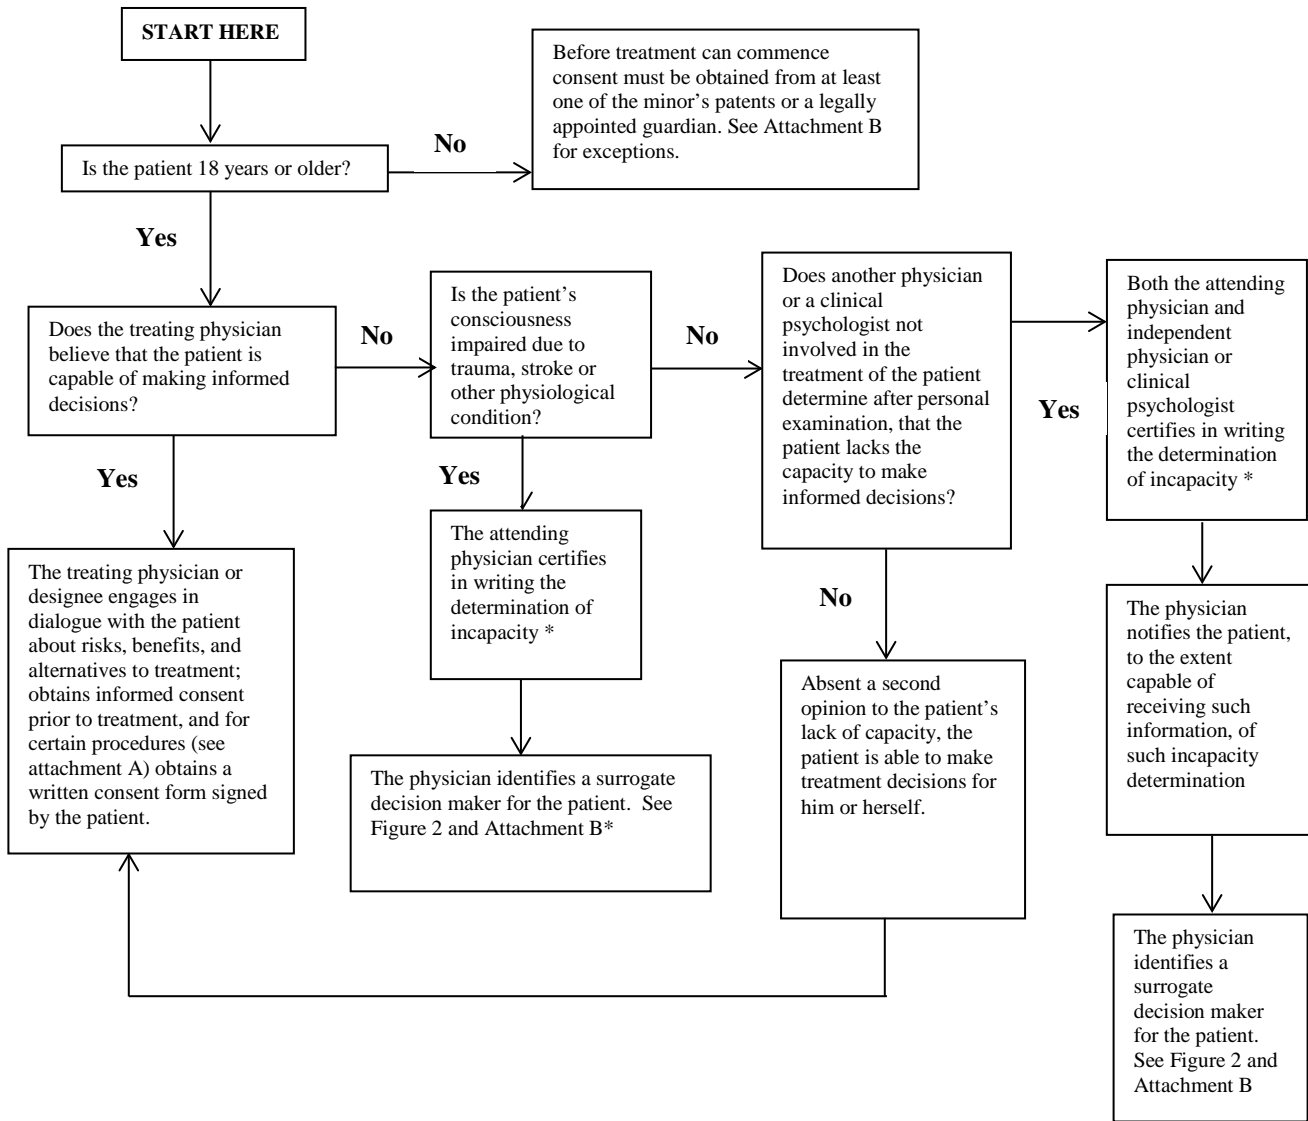 START HERE
Before treatment can commence
consent must be obtained from at least
one of the minor’s patents or a legally
appointed guardian. See Attachment B
for exceptions.
No
Is the patient 18 years or older?
Yes
Does the treating physician
believe that the patient is
capable of making informed
decisions?
No
Is the patient’s
consciousness
impaired due to
trauma, stroke or
other physiological
condition?
No
Does another physician
or a clinical
psychologist not
involved in the
treatment of the patient
determine after personal
examination, that the
patient lacks the
capacity to make
informed decisions?
Yes
Both the attending
physician and
independent
physician or
clinical
psychologist
certifies in writing
the determination
of incapacity *
Yes
The treating physician or
designee engages in
dialogue with the patient
about risks, benefits, and
alternatives to treatment;
obtains informed consent
prior to treatment, and for
certain procedures (see
attachment A) obtains a
written consent form signed
by the patient.
Yes
The attending
physician certifies
in writing the
determination of
incapacity *
The physician identifies a surrogate
decision maker for the patient.  See
Figure 2 and Attachment B*
No
Absent a second
opinion to the patient’s
lack of capacity, the
patient is able to make
treatment decisions for
him or herself.
The physician
notifies the patient,
to the extent
capable of
receiving such
information, of
such incapacity
determination
The physician
identifies a
surrogate
decision maker
for the patient.
See Figure 2 and
Attachment B